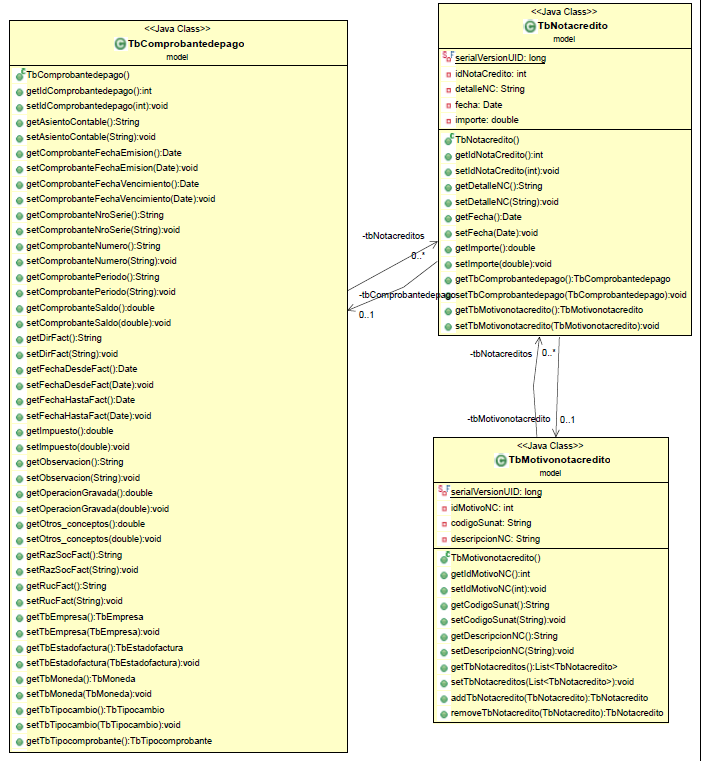 <<Java Class>>
TbComprobantedepago
model
TbComprobantedepago()
getIdComprobantedepago():int
setIdComprobantedepago(int):void
getAsientoContable():String
setAsientoContable(String):void
getComprobanteFechaEmision():Date
setComprobanteFechaEmision(Date):void
getComprobanteFechaVencimiento():Date
setComprobanteFechaVencimiento(Date):void
getComprobanteNroSerie():String
setComprobanteNroSerie(String):void
getComprobanteNumero():String
setComprobanteNumero(String):void
getComprobantePeriodo():String
setComprobantePeriodo(String):void
getComprobanteSaldo():double
setComprobanteSaldo(double):void
getDirFact():String
setDirFact(String):void
getFechaDesdeFact():Date
setFechaDesdeFact(Date):void
getFechaHastaFact():Date
setFechaHastaFact(Date):void
getImpuesto():double
setImpuesto(double):void
getObservacion():String
setObservacion(String):void
getOperacionGravada():double
setOperacionGravada(double):void
getOtros_conceptos():double
setOtros_conceptos(double):void
getRazSocFact():String
setRazSocFact(String):void
getRucFact():String
setRucFact(String):void
getTbEmpresa():TbEmpresa
setTbEmpresa(TbEmpresa):void
getTbEstadofactura():TbEstadofactura
setTbEstadofactura(TbEstadofactura):void
getTbMoneda():TbMoneda
setTbMoneda(TbMoneda):void
getTbTipocambio():TbTipocambio
setTbTipocambio(TbTipocambio):void
getTbTipocomprobante():TbTipocomprobante
-tbNotacreditos
0..*
-tbComprobantedepago
0..1
<<Java Class>>
TbNotacredito
model
serialVersionUID: long
idNotaCredito: int
detalleNC: String
fecha: Date
importe: double
TbNotacredito()
getIdNotaCredito():int
setIdNotaCredito(int):void
getDetalleNC():String
setDetalleNC(String):void
getFecha():Date
setFecha(Date):void
getImporte():double
setImporte(double):void
getTbComprobantedepago():TbComprobantedepago
setTbComprobantedepago(TbComprobantedepago):void
getTbMotivonotacredito():TbMotivonotacredito
setTbMotivonotacredito(TbMotivonotacredito):void
-tbNotacreditos
0..*
-tbMotivonotacredito
0..1
<<Java Class>>
TbMotivonotacredito
model
serialVersionUID: long
idMotivoNC: int
codigoSunat: String
descripcionNC: String
TbMotivonotacredito()
getIdMotivoNC():int
setIdMotivoNC(int):void
getCodigoSunat():String
setCodigoSunat(String):void
getDescripcionNC():String
setDescripcionNC(String):void
getTbNotacreditos():List<TbNotacredito>
setTbNotacreditos(List<TbNotacredito>):void
addTbNotacredito(TbNotacredito):TbNotacredito
removeTbNotacredito(TbNotacredito):TbNotacredito